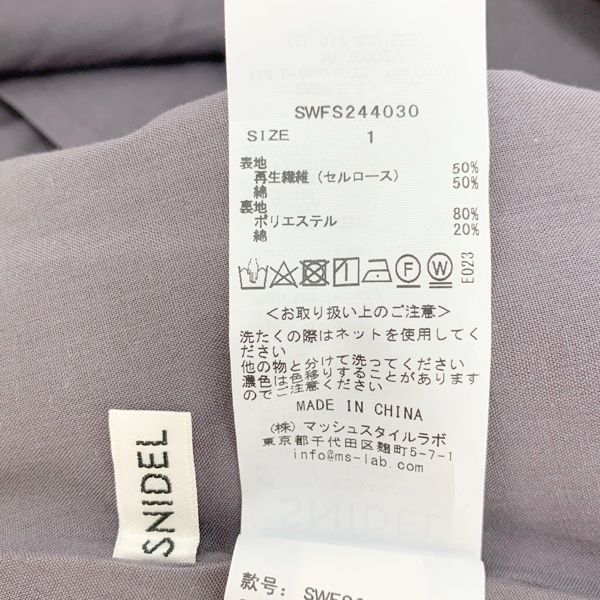 SWFS244030
SIZE 1
表地
再生繊維(セルロース) 50%
綿 50%
裏地
ポリエステル 80%
綿 20%
F W E023
<お取り扱い上のご注意>
洗たくの際はネットを使用してく
ださい
他の物と分けて洗ってください
濃色は色移りすることがあります
のでご注意ください
MADE IN CHINA
(株)マッシュスタイルラボ
東京都千代田区麹町5-7-1
info@ms-lab.com
SNIDEL
款号: